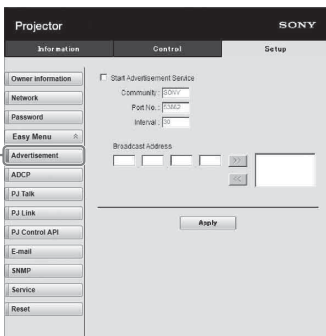 Projector
SONY
Information
Control
Setup
Owner Information
Network
Password
Easy Menu
Advertisement
ADCP
PJ Talk
PJ Link
PJ Control API
E-mail
SNMP
Service
Reset
Start Advertisement Service
Community : SONY
Port No. : 53862
Interval : 30
Broadcast Address
>>
<<
Apply